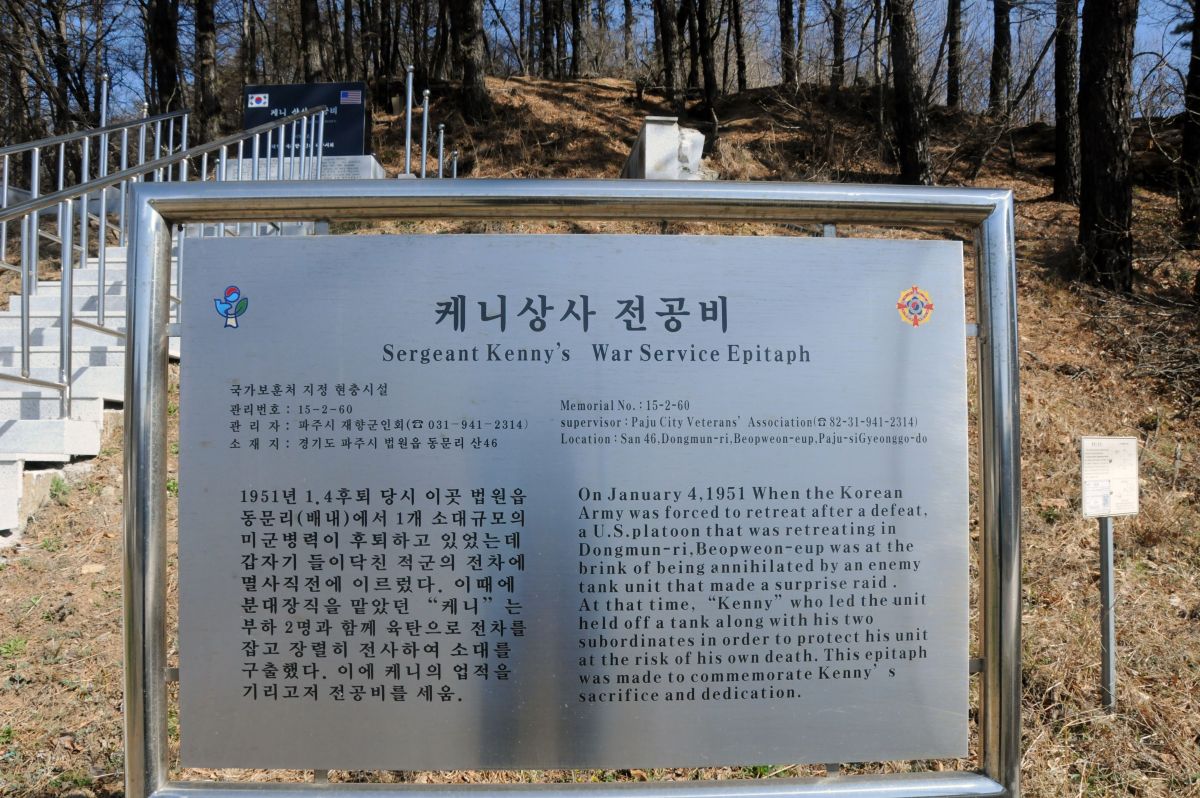 케니상사 전공비
케니상사 전공비
Sergeant Kenny's War Service Epitaph
국가보훈처 지정 현충시설
관리번호 : 15-2-60
관 리 자 : 파주시 재향군인회(☎ 031-941-2314)
소 재 지 : 경기도 파주시 법원읍 동문리 산46
Memorial No. : 15-2-60
supervisor : Paju City Veterans' Association(☎ 82-31-941-2314)
Location : San 46,Dongmun-ri,Beopweon-eup,Paju-siGyeonggo-do
1951년 1.4후퇴 당시 이곳 법원읍
동문리(배내)에서 1개 소대규모의
미군병력이 후퇴하고 있었는데
갑자기 들이닥친 적군의 전차에
멸사직전에 이르렀다. 이때에
분대장직을 맡았던 “케니”는
부하 2명과 함께 육탄으로 전차를
잡고 장렬히 전사하여 소대를
구출했다. 이에 케니의 업적을
기리고저 전공비를 세움.
On January 4,1951 When the Korean
Army was forced to retreat after a defeat,
a U.S.platoon that was retreating in
Dongmun-ri,Beopweon-eup was at the
brink of being annihilated by an enemy
tank unit that made a surprise raid .
At that time, “Kenny” who led the unit
held off a tank along with his two
subordinates in order to protect his unit
at the risk of his own death. This epitaph
was made to commemorate Kenny's
sacrifice and dedication.